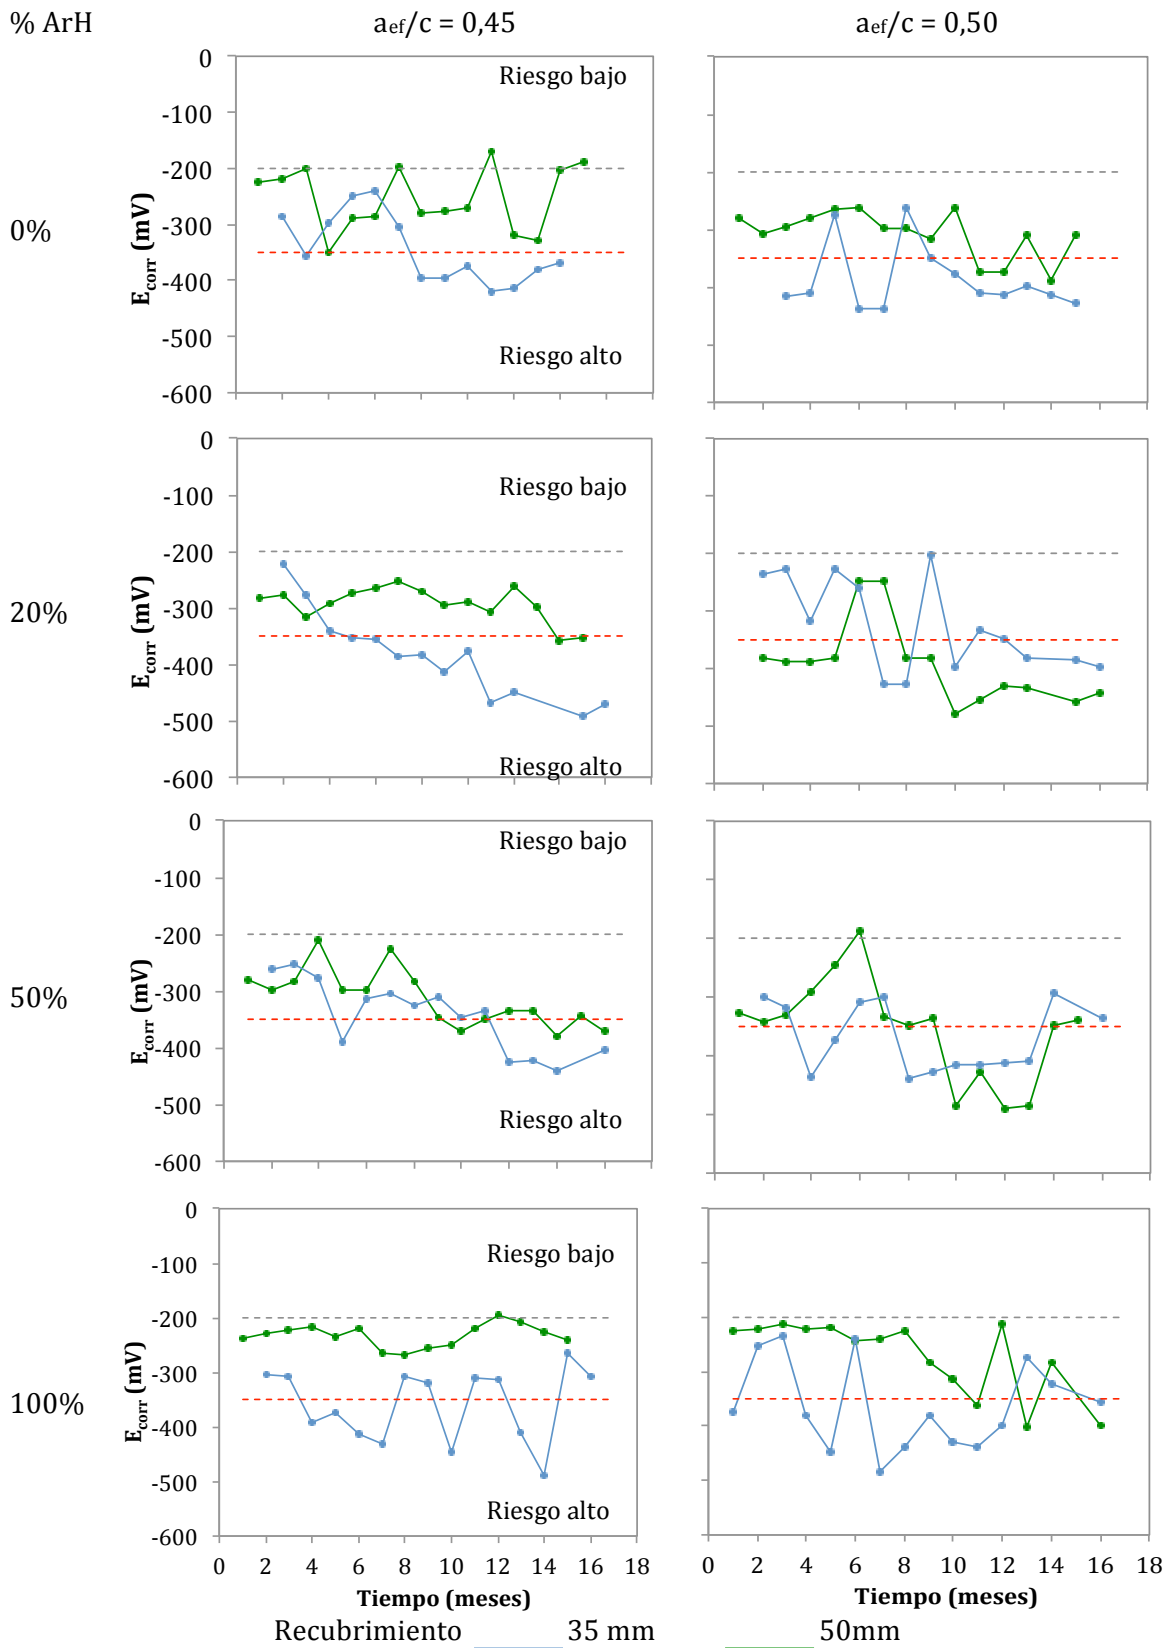 % ArH
aef/c = 0,45
aef/c = 0,50
0%
Ecorr (mV)
0
-100
-200
-300
-400
-500
-600
Riesgo bajo
Riesgo alto
20%
Ecorr (mV)
0
-100
-200
-300
-400
-500
-600
Riesgo bajo
Riesgo alto
50%
Ecorr (mV)
0
-100
-200
-300
-400
-500
-600
Riesgo bajo
Riesgo alto
100%
Ecorr (mV)
0
-100
-200
-300
-400
-500
-600
Riesgo bajo
Riesgo alto
0 2 4 6 8 10 12 14 16 18
Tiempo (meses)
0 2 4 6 8 10 12 14 16 18
Tiempo (meses)
Recubrimiento 35 mm 50mm